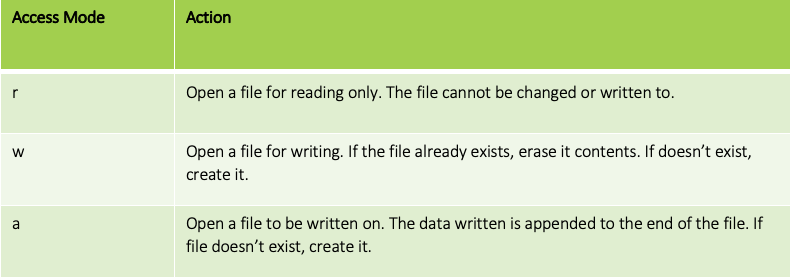 Access Mode Action
r Open a file for reading only. The file cannot be changed or written to.
w Open a file for writing. If the file already exists, erase it contents. If doesn’t exist,
create it.
a Open a file to be written on. The data written is appended to the end of the file. If
file doesn’t exist, create it.